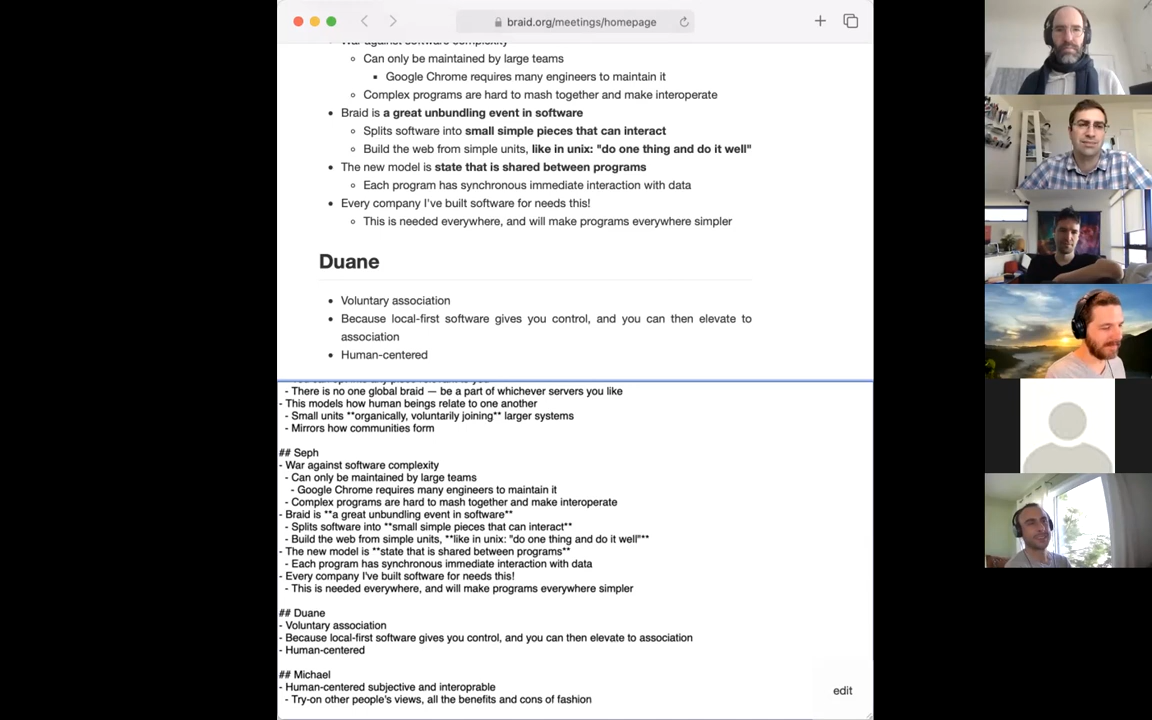 braid.org/meetings/homepage
War against software complexity
Can only be maintained by large teams
Google Chrome requires many engineers to maintain it
Complex programs are hard to mash together and make interoperate
Braid is a great unbundling event in software
Splits software into small simple pieces that can interact
Build the web from simple units, like in unix: "do one thing and do it well"
The new model is state that is shared between programs
Each program has synchronous immediate interaction with data
Every company I've built software for needs this!
This is needed everywhere, and will make programs everywhere simpler
Duane
Voluntary association
Because local-first software gives you control, and you can then elevate to
association
Human-centered
- There is no one global braid — be a part of whichever servers you like
- This models how human beings relate to one another
- Small units **organically, voluntarily joining** larger systems
- Mirrors how communities form
## Seph
- War against software complexity
- Can only be maintained by large teams
- Google Chrome requires many engineers to maintain it
- Complex programs are hard to mash together and make interoperate
- Braid is **a great unbundling event in software**
- Splits software into **small simple pieces that can interact**
- Build the web from simple units, **like in unix: "do one thing and do it well"**
- The new model is **state that is shared between programs**
- Each program has synchronous immediate interaction with data
- Every company I've built software for needs this!
- This is needed everywhere, and will make programs everywhere simpler
## Duane
- Voluntary association
- Because local-first software gives you control, and you can then elevate to association
- Human-centered
## Michael
- Human-centered subjective and interoprable
- Try-on other people's views, all the benefits and cons of fashion
edit